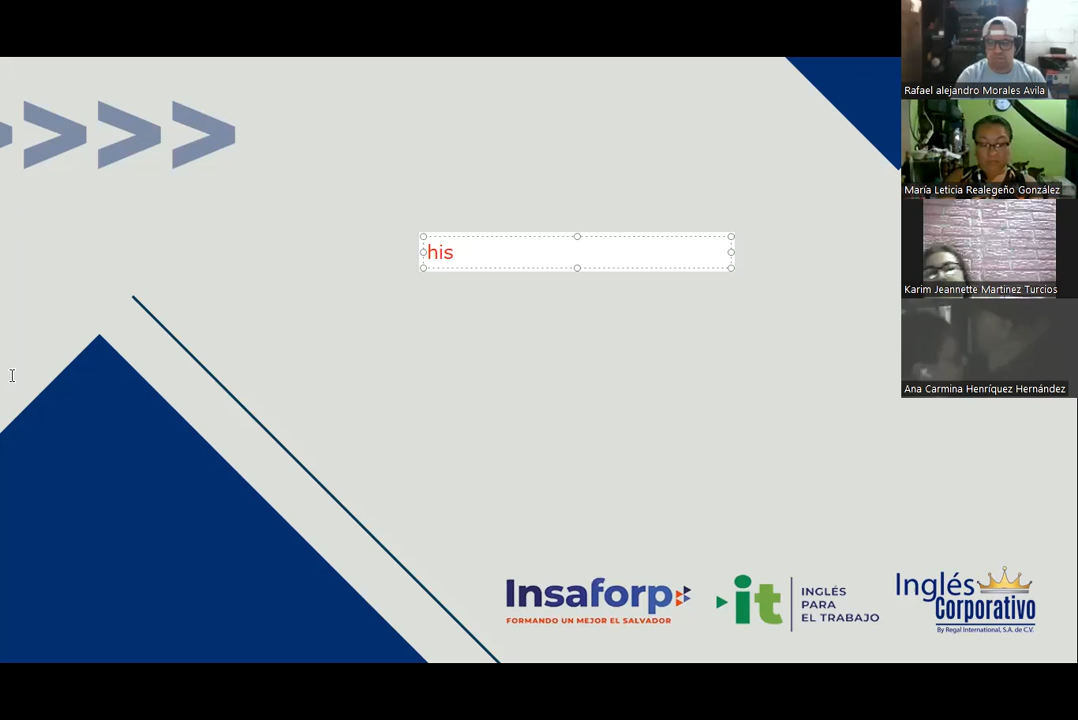 his
Rafael alejandro Morales Avila
María Leticia Realegeño González
Karim Jeannette Martinez Turcios
Ana Carmina Henríquez Hernández
Insaforp
FORMANDO UN MEJOR EL SALVADOR
it
INGLÉS
PARA
EL TRABAJO
Inglés
Corporativo
By Regal International, S.A. de C.V.